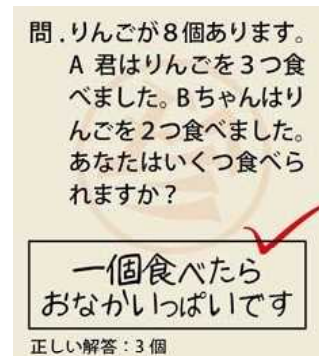 問.りんごが8個あります。
A 君はりんごを3つ食
べました。Bちゃんはり
んごを2つ食べました。
あなたはいくつ食べら
れますか？
一個食べたら
おなかいっぱいです
正しい解答：3個